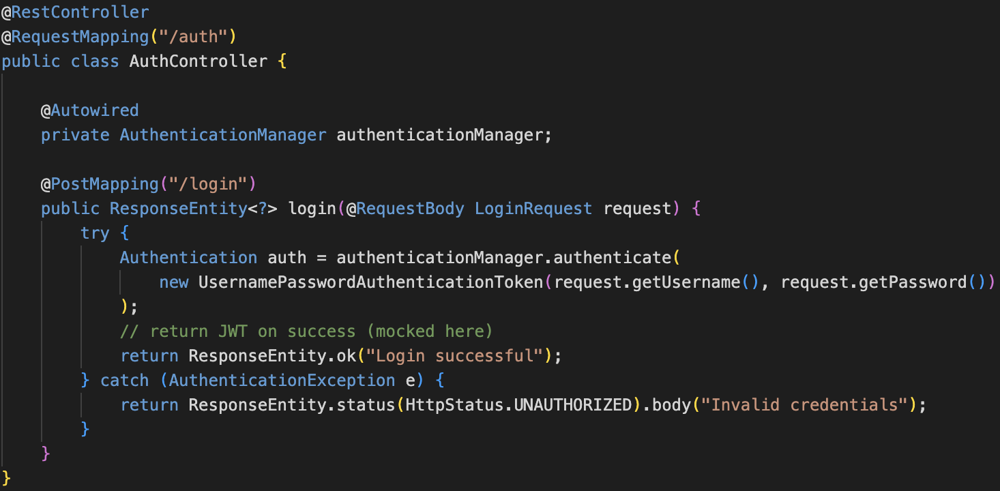 @RestController
@RequestMapping("/auth")
public class AuthController {
@Autowired
private AuthenticationManager authenticationManager;
@PostMapping("/login")
public ResponseEntity<?> login(@RequestBody LoginRequest request) {
try {
Authentication auth = authenticationManager.authenticate(
new UsernamePasswordAuthenticationToken(request.getUsername(), request.getPassword())
);
// return JWT on success (mocked here)
return ResponseEntity.ok("Login successful");
} catch (AuthenticationException e) {
return ResponseEntity.status(HttpStatus.UNAUTHORIZED).body("Invalid credentials");
}
}
}